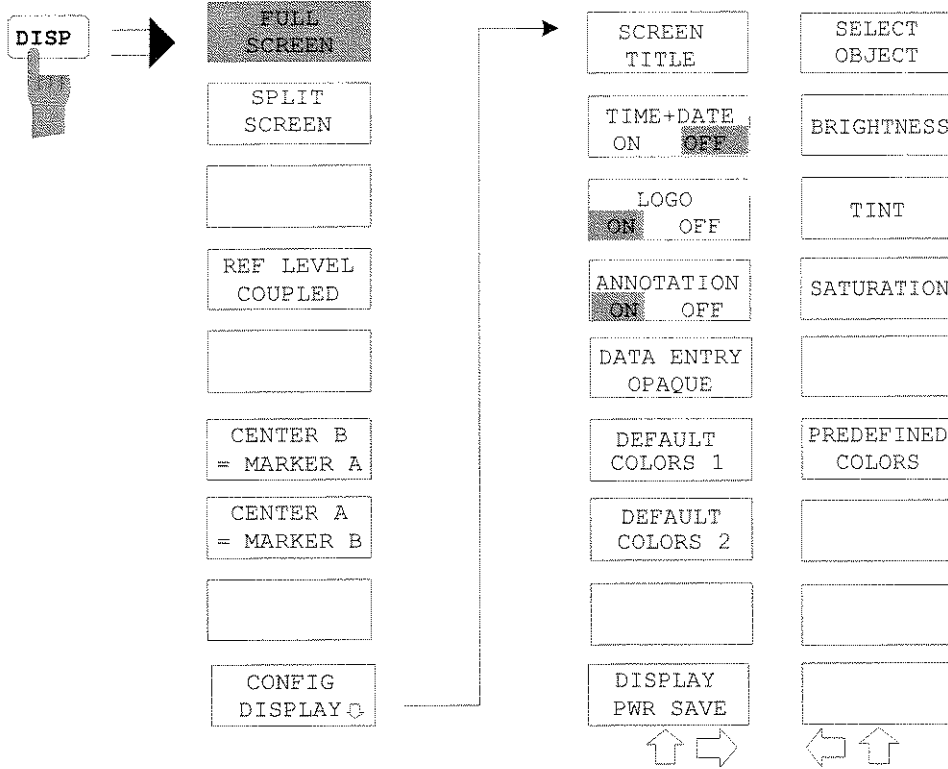 DISP
FULL
SCREEN
SPLIT
SCREEN
REF LEVEL
COUPLED
CENTER B
= MARKER A
CENTER A
= MARKER B
CONFIG
DISPLAY
SCREEN
TITLE
TIME+DATE
ON OFF
LOGO
ON OFF
ANNOTATION
ON OFF
DATA ENTRY
OPAQUE
DEFAULT
COLORS 1
DEFAULT
COLORS 2
DISPLAY
PWR SAVE
SELECT
OBJECT
BRIGHTNESS
TINT
SATURATION
PREDEFINED
COLORS